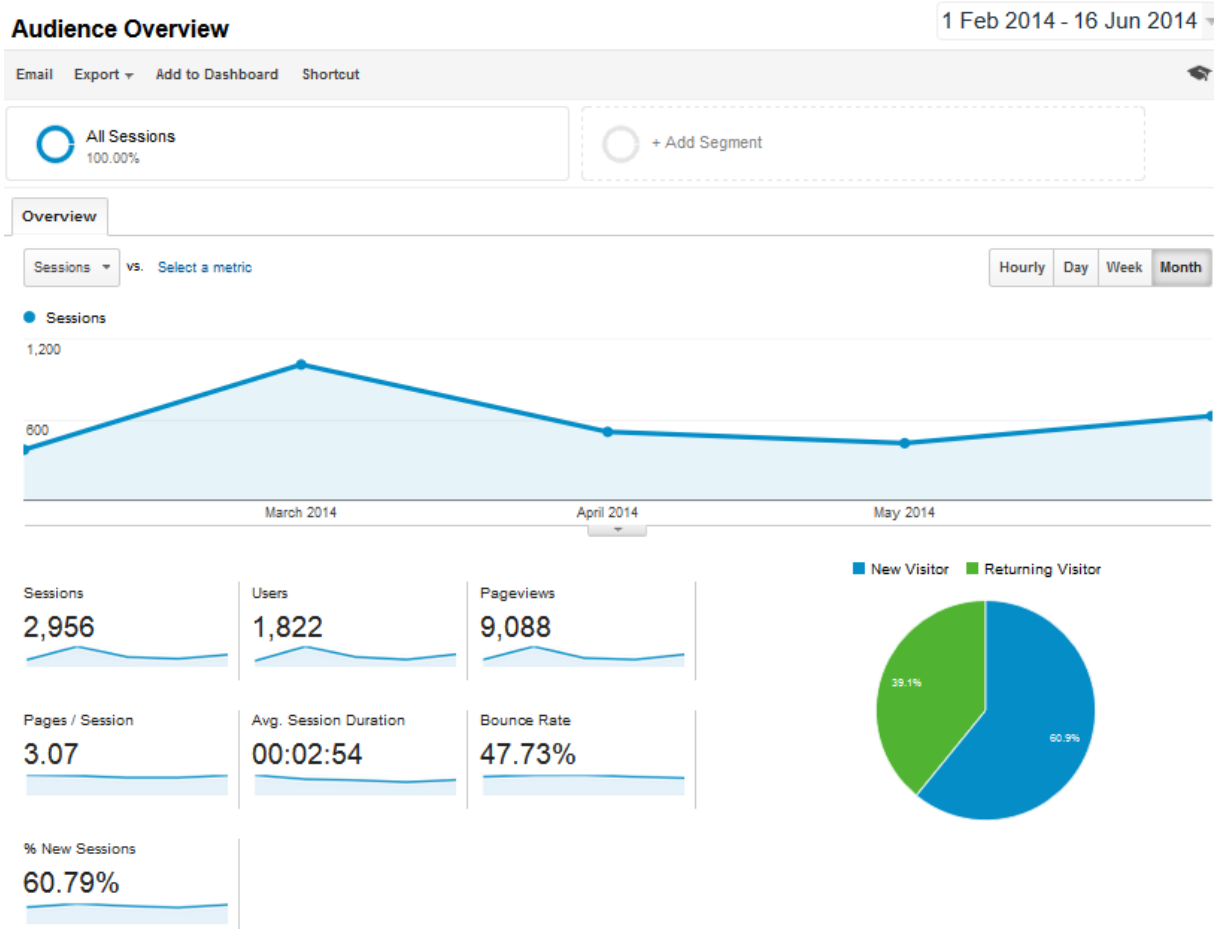 Audience Overview
1 Feb 2014 - 16 Jun 2014
Email Export Add to Dashboard Shortcut
All Sessions
100.00%
+ Add Segment
Overview
Sessions vs. Select a metric
Hourly Day Week Month
Sessions
1,200
600
March 2014 April 2014 May 2014
New Visitor Returning Visitor
Sessions Users Pageviews
2,956 1,822 9,088
39.1%
60.9%
Pages / Session Avg. Session Duration Bounce Rate
3.07 00:02:54 47.73%
% New Sessions
60.79%